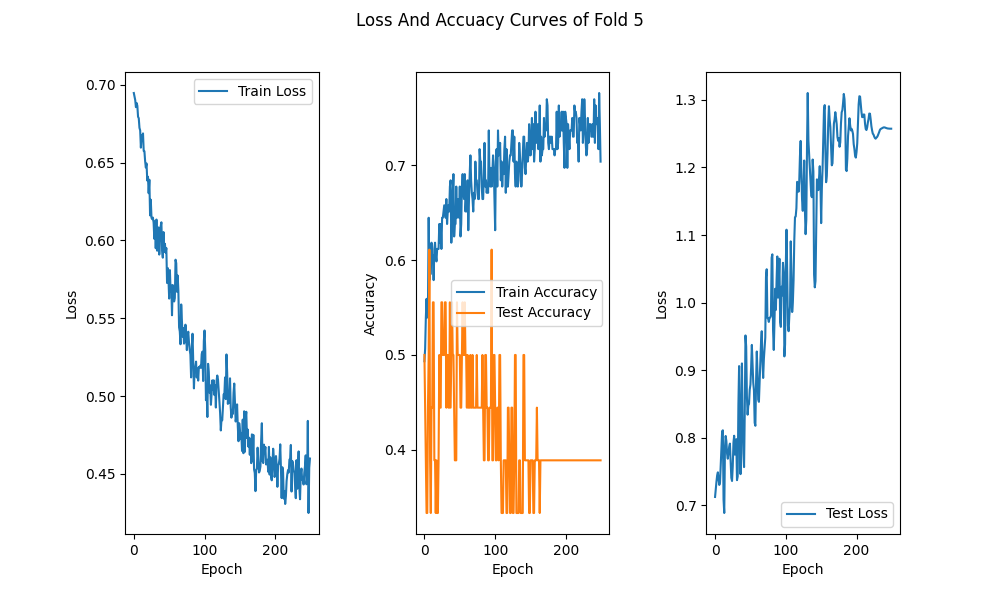 Loss And Accuacy Curves of Fold 5
Loss
0.70
0.65
0.60
0.55
0.50
0.45
Train Loss
0 100 200
Epoch
Accuracy
0.7
0.6
0.5
0.4
Train Accuracy
Test Accuracy
0 100 200
Epoch
Loss
1.3
1.2
1.1
1.0
0.9
0.8
0.7
Test Loss
0 100 200
Epoch